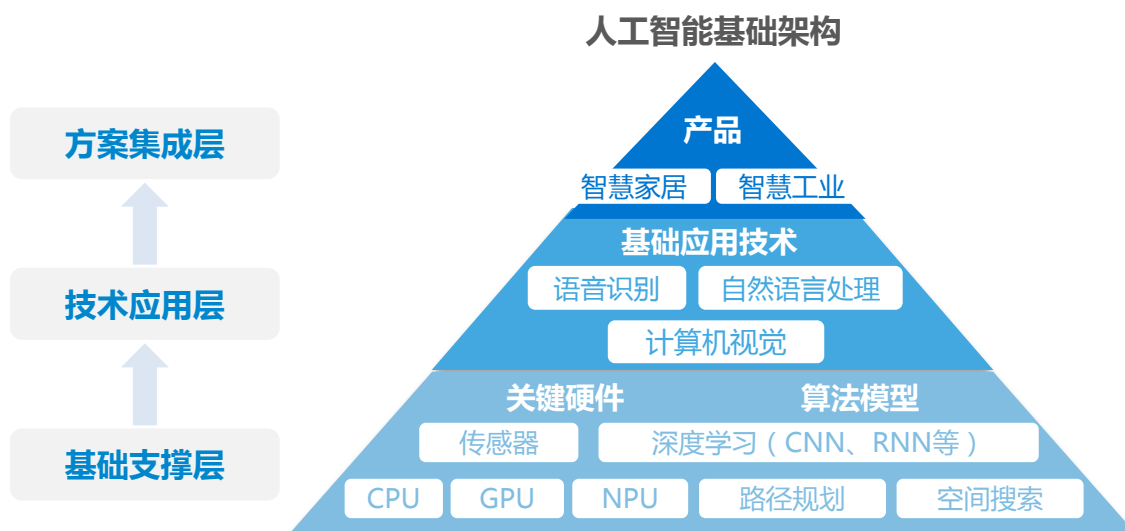 人工智能基础架构
方案集成层
技术应用层
基础支撑层
产品
智慧家居 智慧工业
基础应用技术
语音识别 自然语言处理
计算机视觉
关键硬件 算法模型
传感器 深度学习（CNN、RNN等）
CPU GPU NPU 路径规划 空间搜索